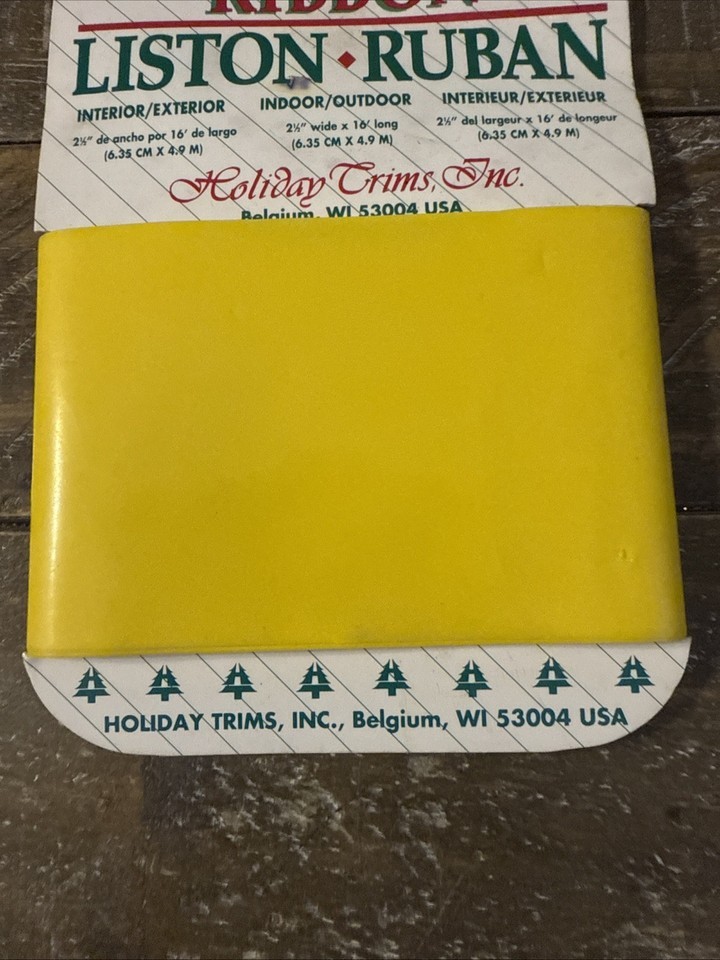 RIBBON
LISTON ♦ RUBAN
INTERIOR/EXTERIOR INDOOR/OUTDOOR INTERIEUR/EXTERIEUR
2½" de ancho por 16' de largo 2½" wide x 16' long 2½" del largeur x 16' de longeur
(6.35 CM X 4.9 M) (6.35 CM X 4.9 M) (6.35 CM X 4.9 M)
Holiday Trims, Inc.
Belgium, WI 53004 USA
HOLIDAY TRIMS, INC., Belgium, WI 53004 USA